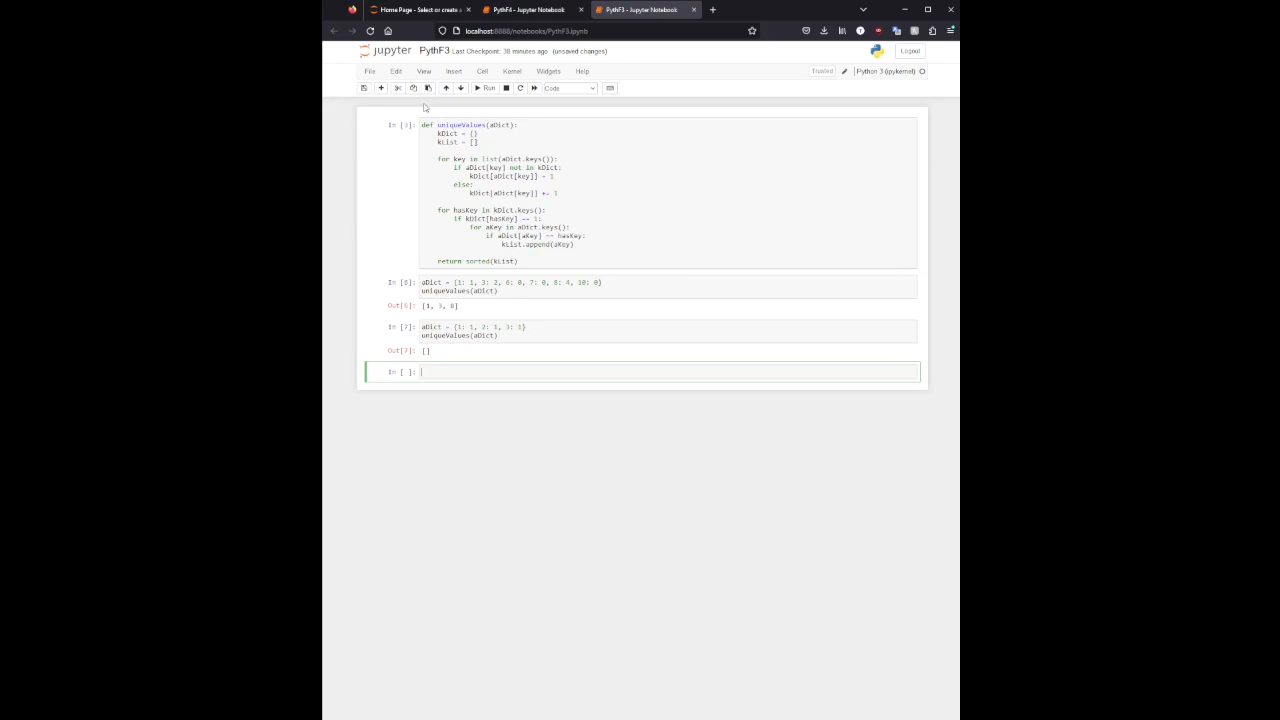 Home Page - Select or create a
PythF4 - Jupyter Notebook
PythF3 - Jupyter Notebook
localhost:8888/notebooks/PythF3.ipynb
jupyter PythF3 Last Checkpoint: 38 minutes ago (unsaved changes)
Logout
File Edit View Insert Cell Kernel Widgets Help
Trusted
Python 3 (ipykernel)
Run
Code
In [3]: def uniqueValues(aDict):
kDict = {}
kList = []
for key in list(aDict.keys()):
if aDict[key] not in kDict:
kDict[aDict[key]] = 1
else:
kDict[aDict[key]] += 1
for hasKey in kDict.keys():
if kDict[hasKey] == 1:
for aKey in aDict.keys():
if aDict[aKey] == hasKey:
kList.append(aKey)
return sorted(kList)
In [6]: aDict = {1: 1, 3: 2, 6: 0, 7: 0, 8: 4, 10: 0}
uniqueValues(aDict)
Out[6]: [1, 3, 8]
In [7]: aDict = {1: 1, 2: 1, 3: 1}
uniqueValues(aDict)
Out[7]: []
In [ ]: